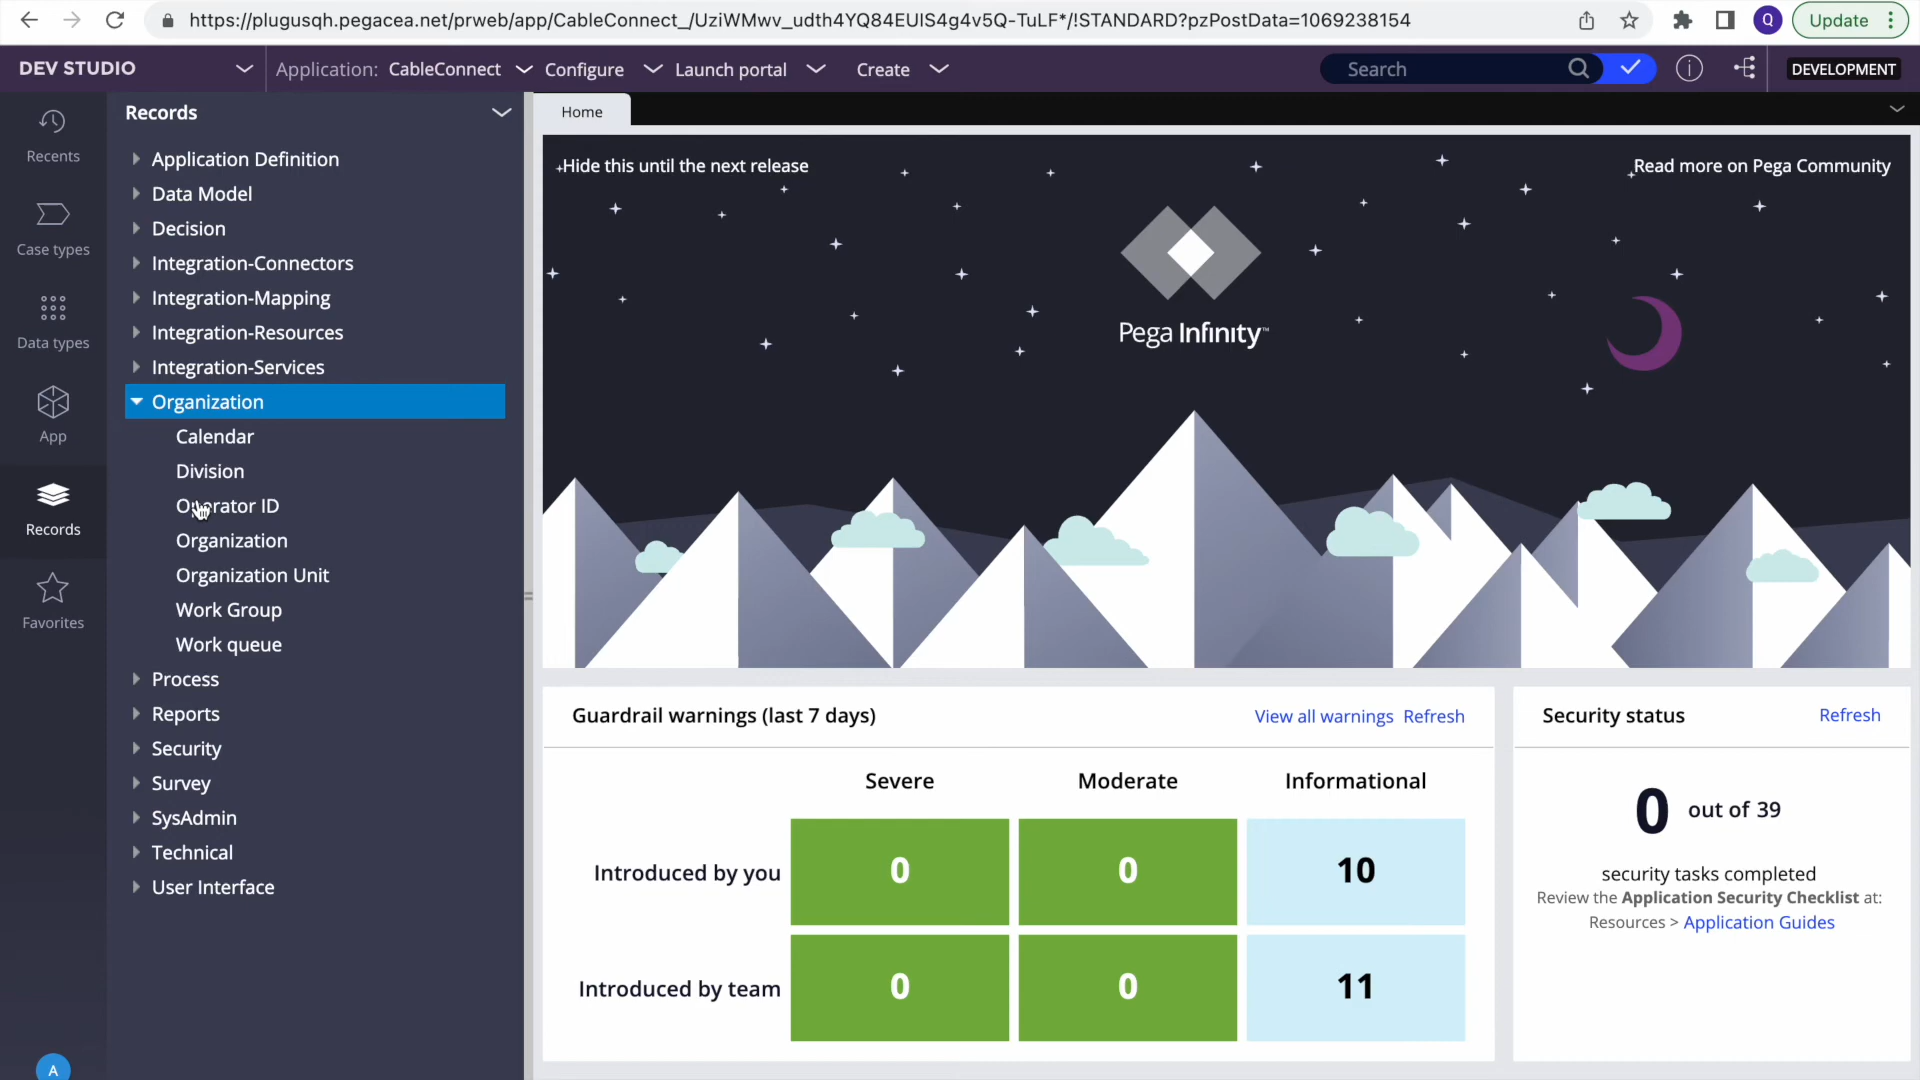 https://plugusqh.pegacea.net/prweb/app/CableConnect_/UziWMwv_udth4YQ84EUlS4g4v5Q-TuLF*/!STANDARD?pzPostData=1069238154
Q
Update
DEV STUDIO
Application: CableConnect
Configure
Launch portal
Create
Search
DEVELOPMENT
Recents
Case types
Data types
App
Records
Favorites
A
Records
Application Definition
Data Model
Decision
Integration-Connectors
Integration-Mapping
Integration-Resources
Integration-Services
Organization
Calendar
Division
Operator ID
Organization
Organization Unit
Work Group
Work queue
Process
Reports
Security
Survey
SysAdmin
Technical
User Interface
Home
Hide this until the next release
Read more on Pega Community
Pega Infinity™
Guardrail warnings (last 7 days)
View all warnings Refresh
Severe Moderate Informational
Introduced by you 0 0 10
Introduced by team 0 0 11
Security status
Refresh
0 out of 39
security tasks completed
Review the Application Security Checklist at:
Resources > Application Guides